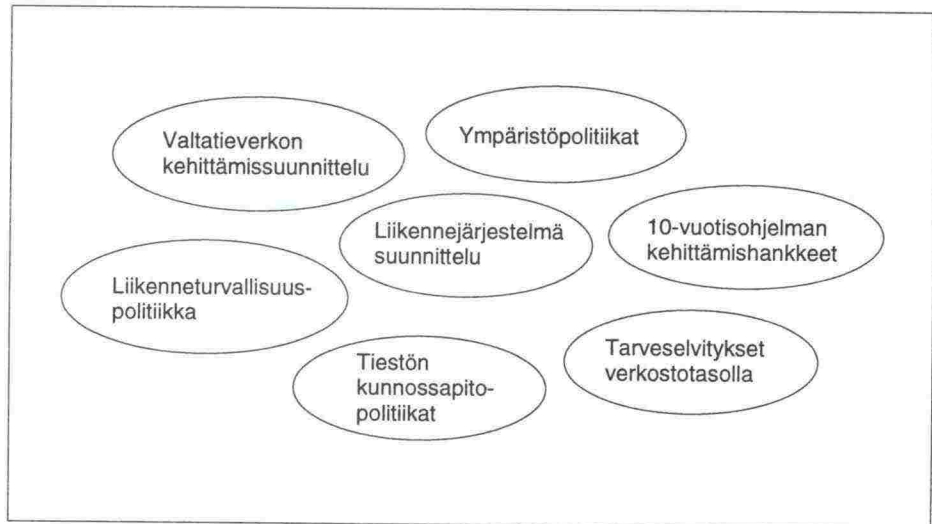 Valtatieverkon
kehittämissuunnittelu
Ympäristöpolitiikat
Liikennejärjestelmä
suunnittelu
10-vuotisohjelman
kehittämishankkeet
Liikenneturvallisuus-
politiikka
Tiestön
kunnossapito-
politiikat
Tarveselvitykset
verkostotasolla